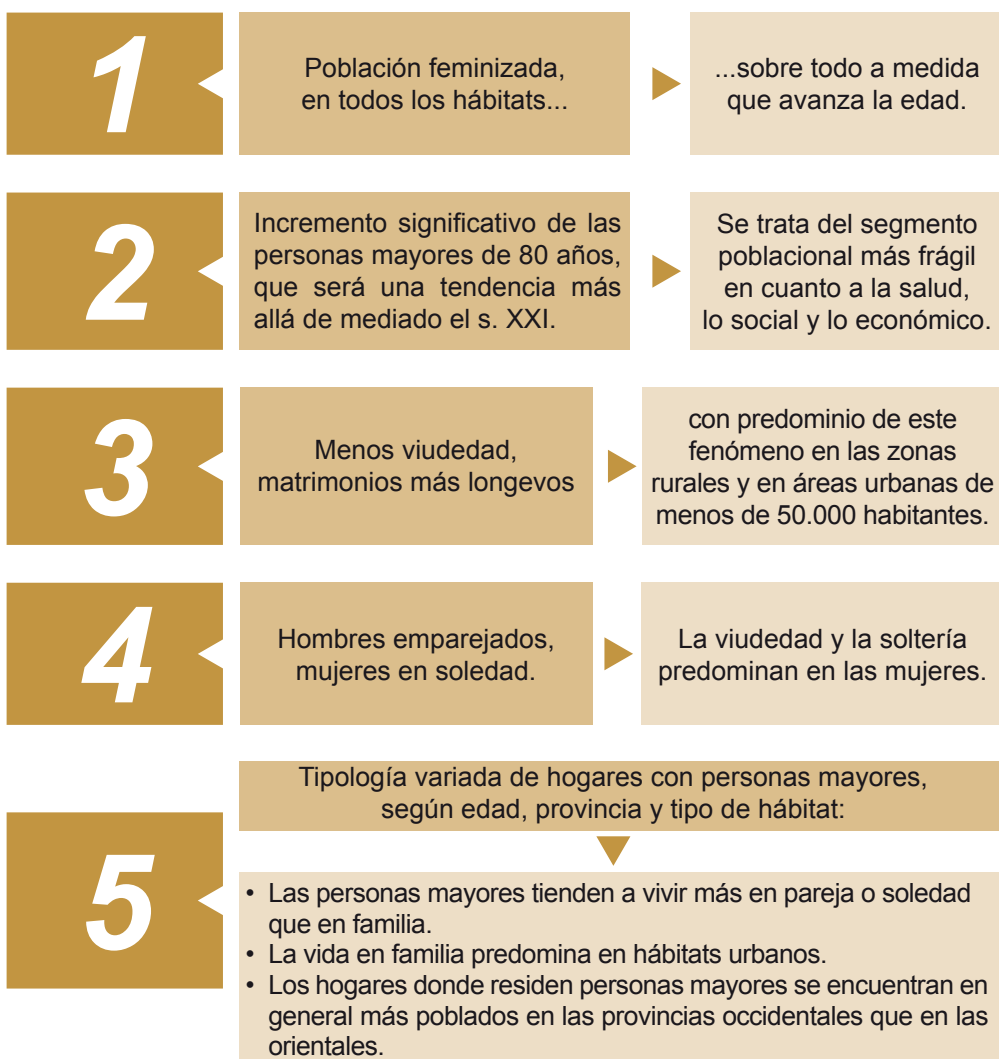 1
Población feminizada,
en todos los hábitats...
...sobre todo a medida
que avanza la edad.
2
Incremento significativo de las
personas mayores de 80 años,
que será una tendencia más
allá de mediado el s. XXI.
Se trata del segmento
poblacional más frágil
en cuanto a la salud,
lo social y lo económico.
3
Menos viudedad,
matrimonios más longevos
con predominio de este
fenómeno en las zonas
rurales y en áreas urbanas de
menos de 50.000 habitantes.
4
Hombres emparejados,
mujeres en soledad.
La viudedad y la soltería
predominan en las mujeres.
5
Tipología variada de hogares con personas mayores,
según edad, provincia y tipo de hábitat:
• Las personas mayores tienden a vivir más en pareja o soledad
que en familia.
• La vida en familia predomina en hábitats urbanos.
• Los hogares donde residen personas mayores se encuentran en
general más poblados en las provincias occidentales que en las
orientales.